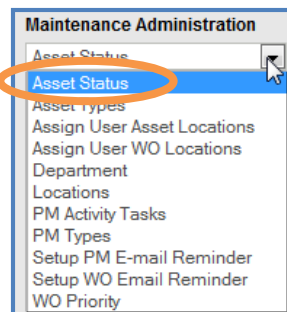 Maintenance Administration
Asset Status
Asset Status
Asset Types
Assign User Asset Locations
Assign User WO Locations
Department
Locations
PM Activity Tasks
PM Types
Setup PM E-mail Reminder
Setup WO Email Reminder
WO Priority